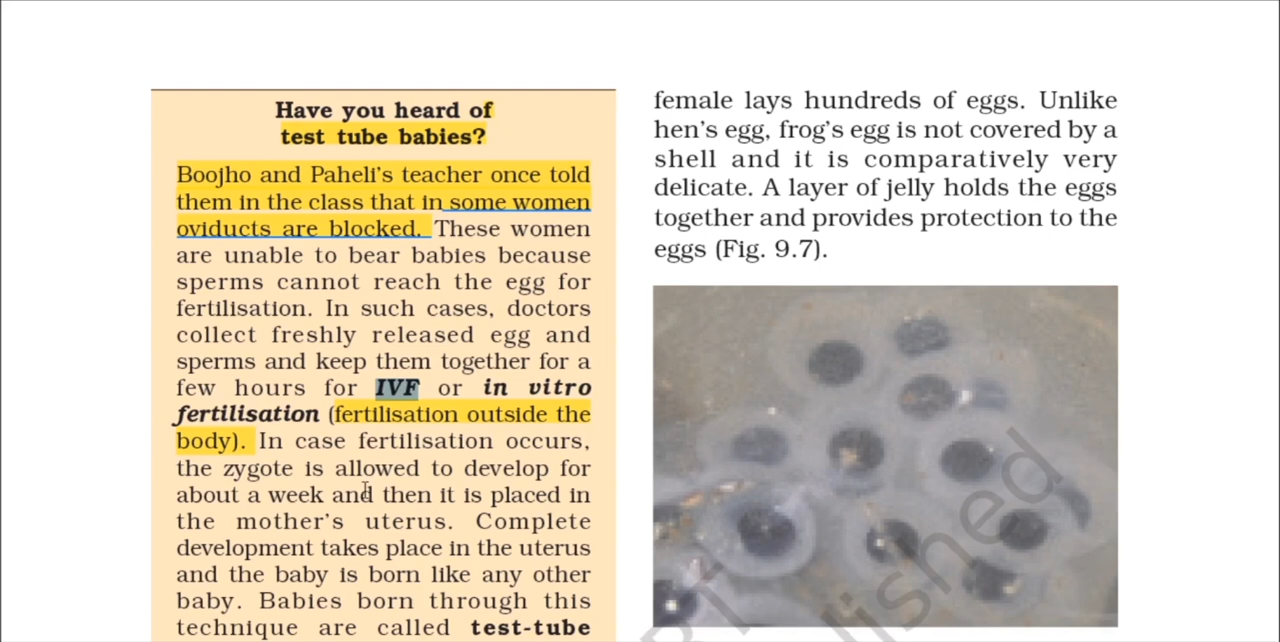 Have you heard of
test tube babies?
Boojho and Paheli's teacher once told
them in the class that in some women
oviducts are blocked. These women
are unable to bear babies because
sperms cannot reach the egg for
fertilisation. In such cases, doctors
collect freshly released egg and
sperms and keep them together for a
few hours for IVF or in vitro
fertilisation (fertilisation outside the
body). In case fertilisation occurs,
the zygote is allowed to develop for
about a week and then it is placed in
the mother's uterus. Complete
development takes place in the uterus
and the baby is born like any other
baby. Babies born through this
technique are called test-tube
female lays hundreds of eggs. Unlike
hen's egg, frog's egg is not covered by a
shell and it is comparatively very
delicate. A layer of jelly holds the eggs
together and provides protection to the
eggs (Fig. 9.7).